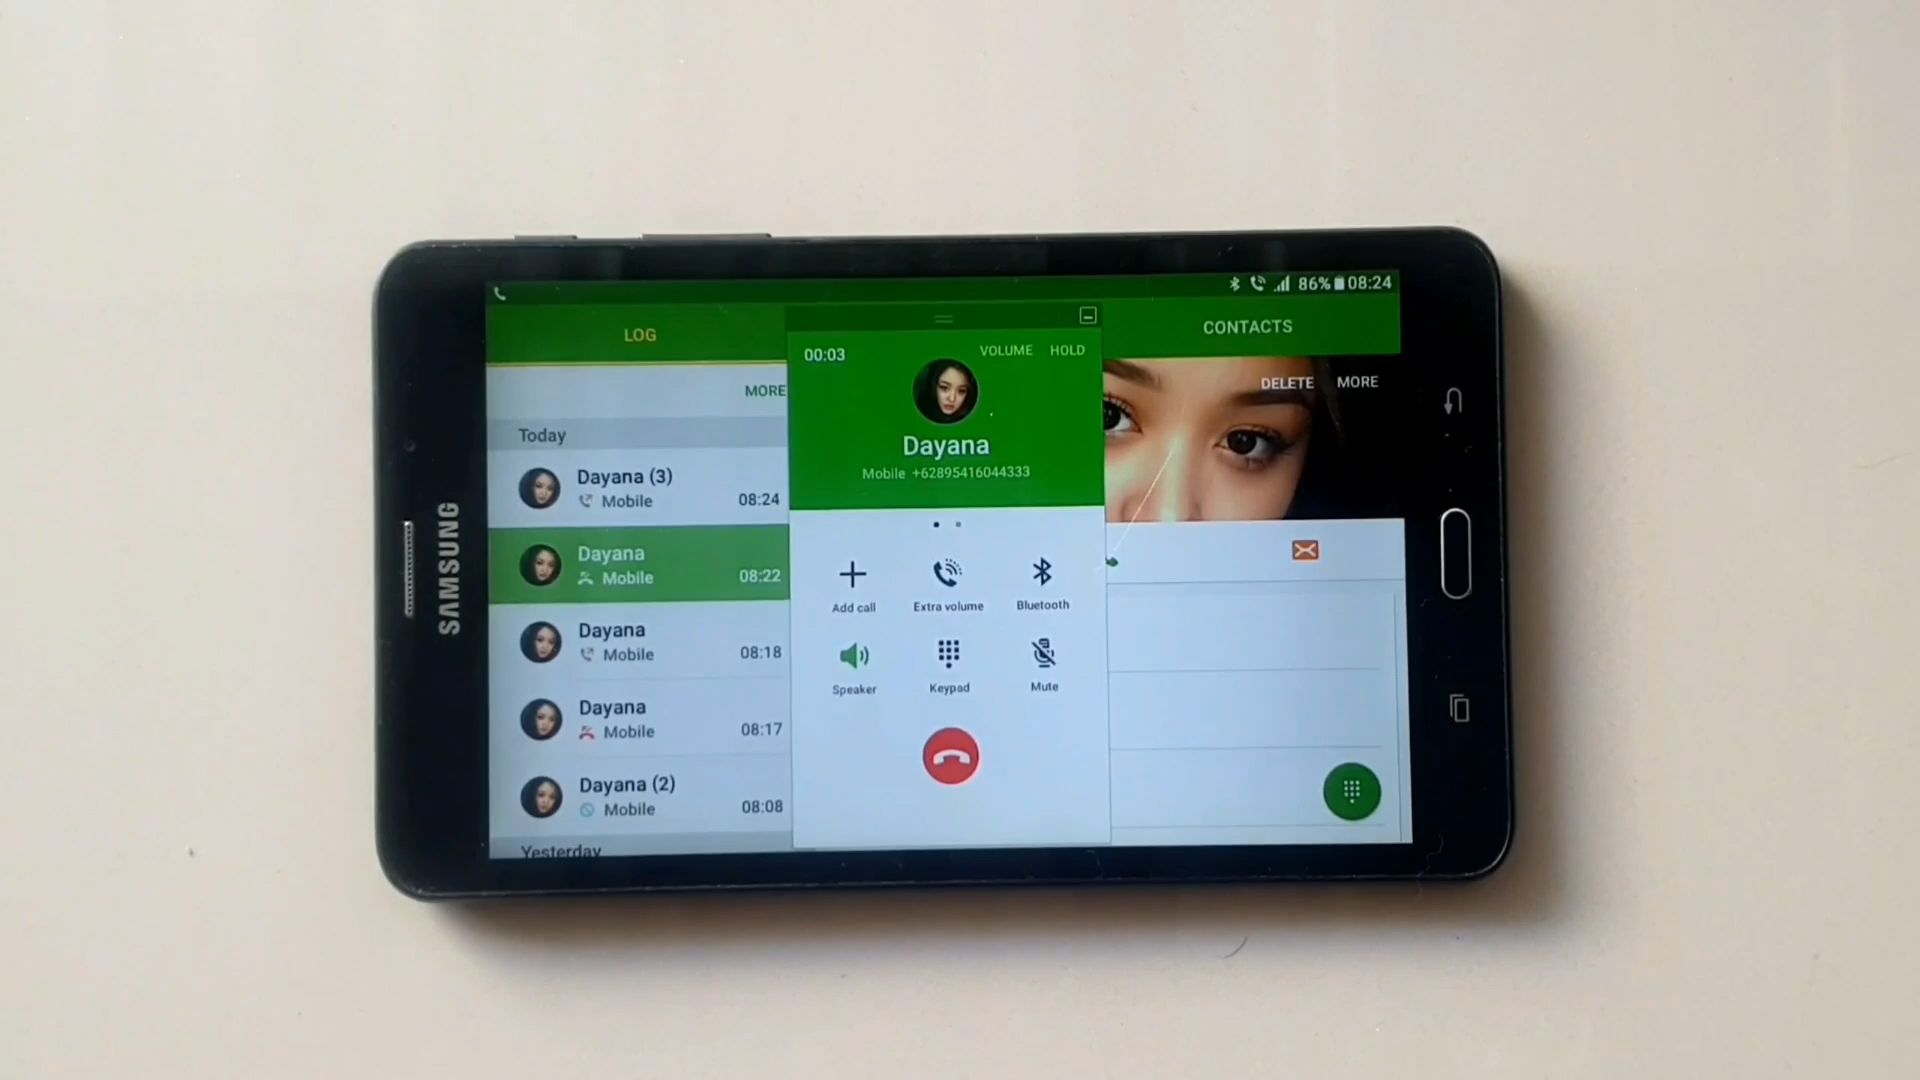 SAMSUNG
86% 08:24
LOG
CONTACTS
MORE
Today
Dayana (3)
Mobile
08:24
Dayana
Mobile
08:22
Dayana
Mobile
08:18
Dayana
Mobile
08:17
Dayana (2)
Mobile
08:08
Yesterday
00:03
VOLUME HOLD
Dayana
Mobile +62895416044333
Add call
Extra volume
Bluetooth
Speaker
Keypad
Mute
DELETE MORE